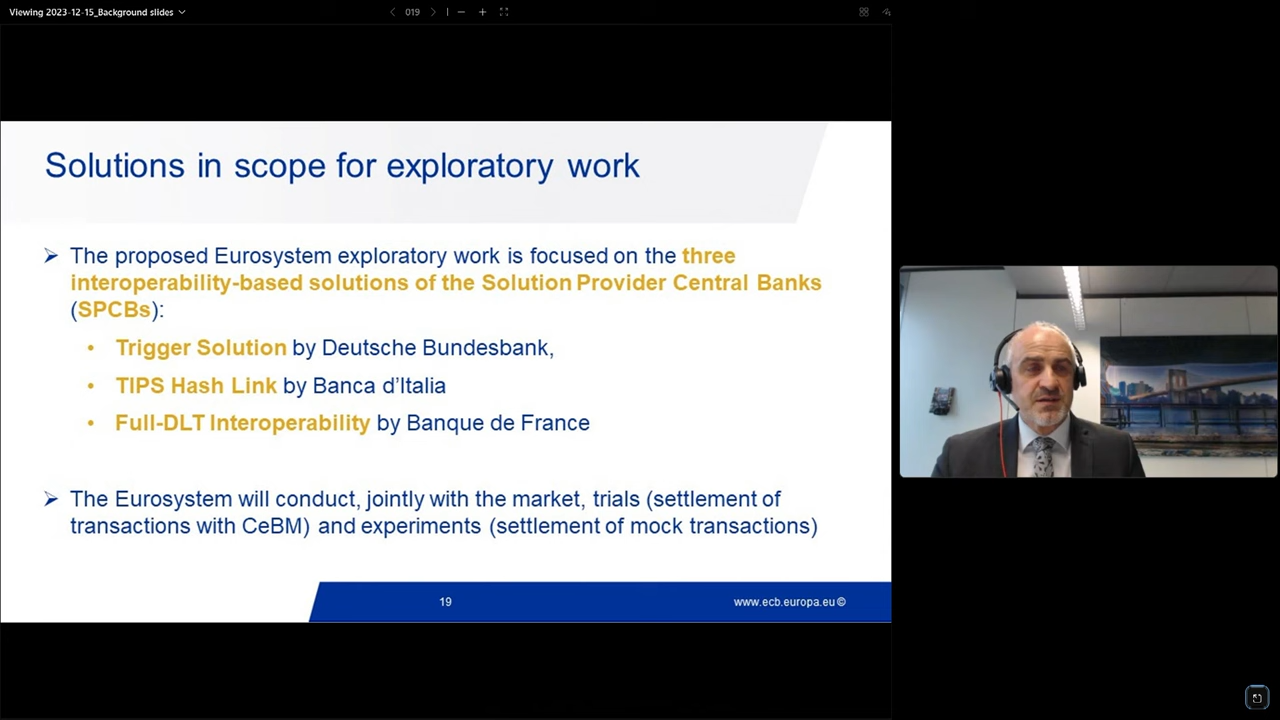 Viewing 2023-12-15_Background slides
019
Solutions in scope for exploratory work
The proposed Eurosystem exploratory work is focused on the three
interoperability-based solutions of the Solution Provider Central Banks
(SPCBs):
• Trigger Solution by Deutsche Bundesbank,
• TIPS Hash Link by Banca d’Italia
• Full-DLT Interoperability by Banque de France
The Eurosystem will conduct, jointly with the market, trials (settlement of
transactions with CeBM) and experiments (settlement of mock transactions)
19
www.ecb.europa.eu ©